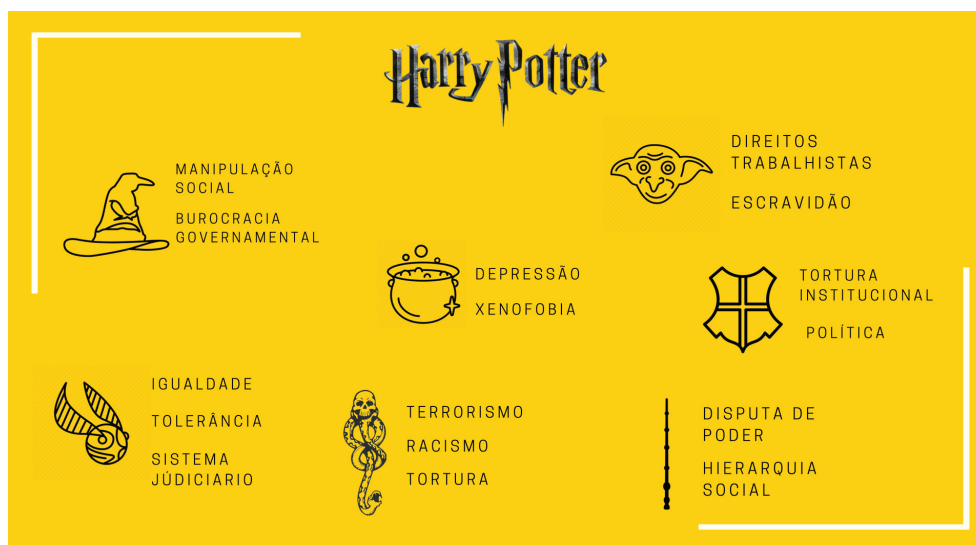 Harry Potter
MANIPULAÇÃO
SOCIAL
BUROCRACIA
GOVERNAMENTAL
DIREITOS
TRABALHISTAS
ESCRAVIDÃO
DEPRESSÃO
XENOFOBIA
TORTURA
INSTITUCIONAL
POLÍTICA
IGUALDADE
TOLERÂNCIA
SISTEMA
JÚDICIARIO
TERRORISMO
RACISMO
TORTURA
DISPUTA DE
PODER
HIERARQUIA
SOCIAL